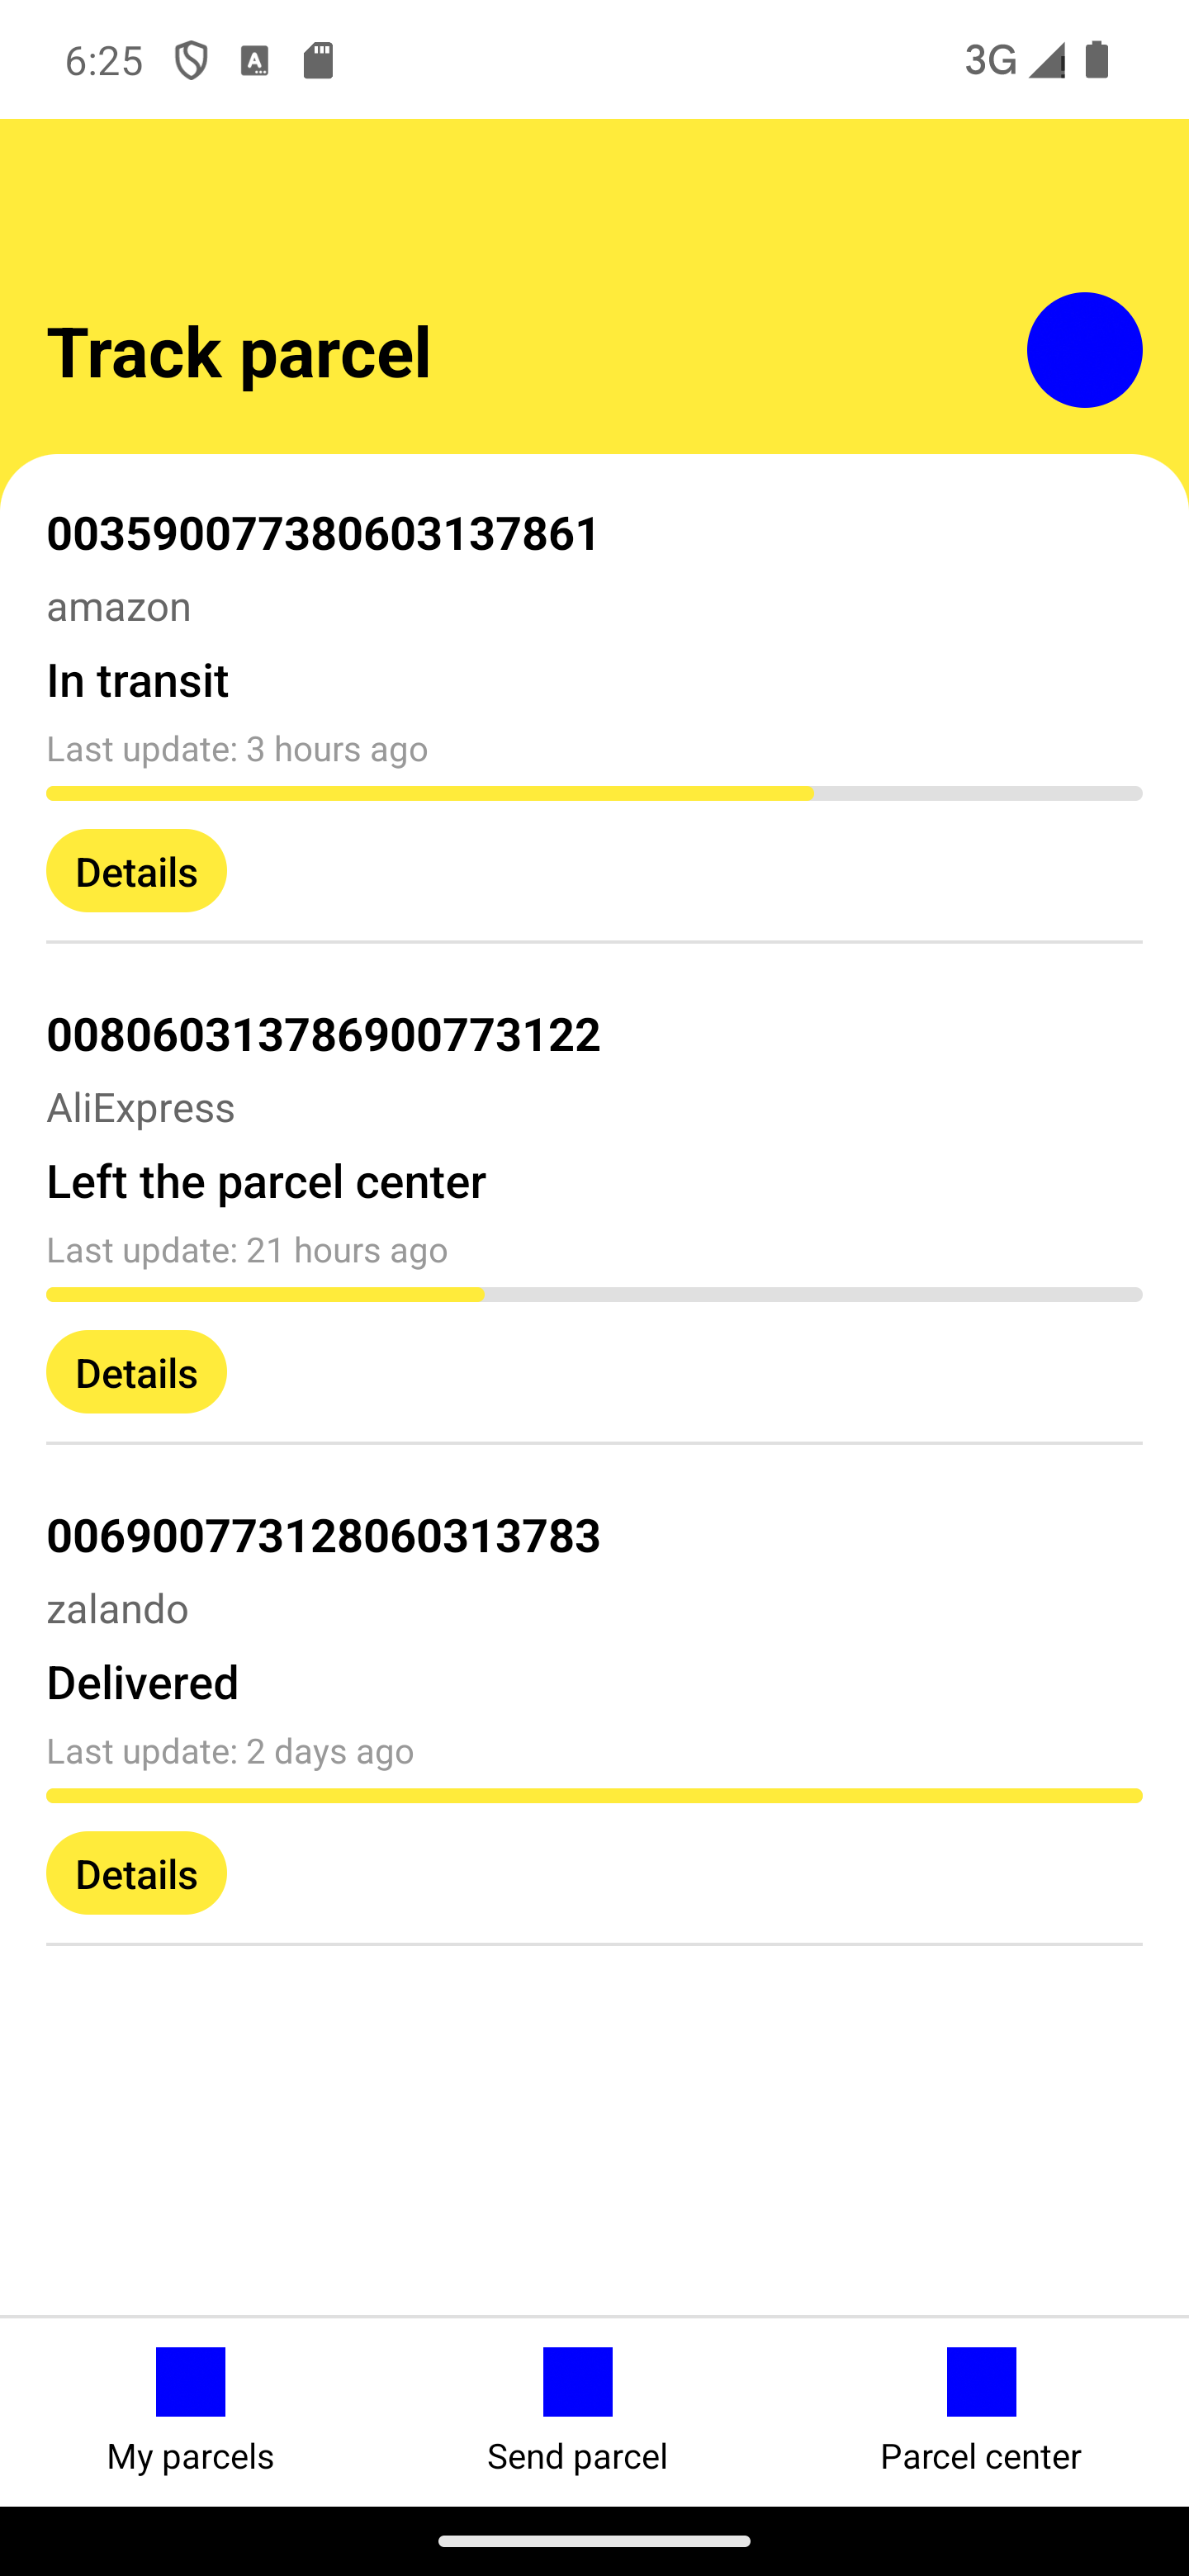 6:25
3G
Track parcel
003590077380603137861
amazon
In transit
Last update: 3 hours ago
Details
008060313786900773122
AliExpress
Left the parcel center
Last update: 21 hours ago
Details
006900773128060313783
zalando
Delivered
Last update: 2 days ago
Details
My parcels
Send parcel
Parcel center